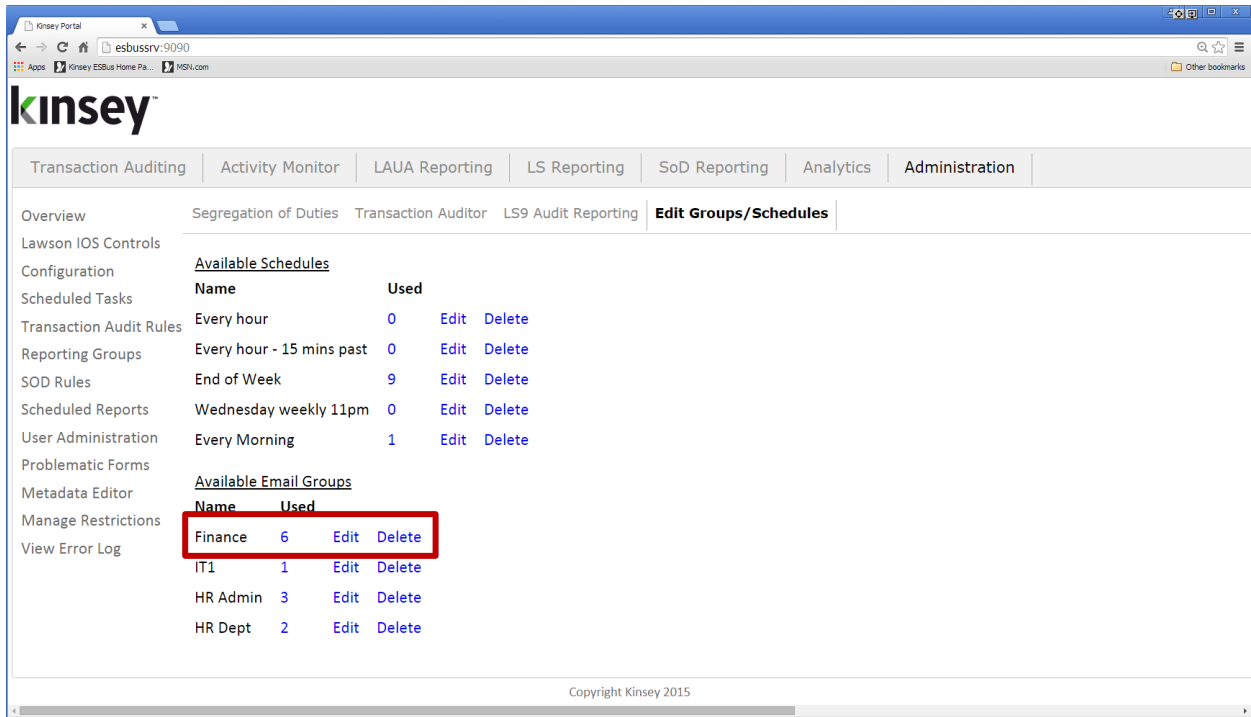 Kinsey Portal
esbussrv:9090
Apps Kinsey ESBus Home Pa... MSN.com Other bookmarks
kinsey™
Transaction Auditing Activity Monitor LAUA Reporting LS Reporting SoD Reporting Analytics Administration
Segregation of Duties Transaction Auditor LS9 Audit Reporting Edit Groups/Schedules
Overview
Lawson IOS Controls
Configuration
Scheduled Tasks
Transaction Audit Rules
Reporting Groups
SOD Rules
Scheduled Reports
User Administration
Problematic Forms
Metadata Editor
Manage Restrictions
View Error Log
Available Schedules
Name Used
Every hour 0 Edit Delete
Every hour - 15 mins past 0 Edit Delete
End of Week 9 Edit Delete
Wednesday weekly 11pm 0 Edit Delete
Every Morning 1 Edit Delete
Available Email Groups
Name Used
Finance 6 Edit Delete
IT1 1 Edit Delete
HR Admin 3 Edit Delete
HR Dept 2 Edit Delete
Copyright Kinsey 2015